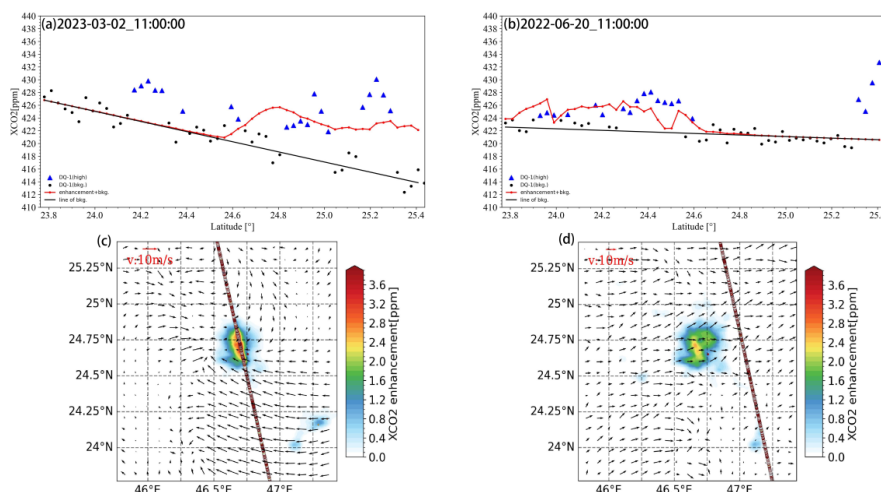 (a)2023-03-02_11:00:00
XCO2[ppm]
440
438
436
434
432
430
428
426
424
422
420
418
416
414
412
410
DQ-1(high)
DQ-1(bkg.)
enhancement+bkg.
line of bkg.
23.8 24.0 24.2 24.4 24.6 24.8 25.0 25.2 25.4
Latitude [°]
(b)2022-06-20_11:00:00
XCO2[ppm]
440
438
436
434
432
430
428
426
424
422
420
418
416
414
412
410
DQ-1(high)
DQ-1(bkg.)
enhancement+bkg.
line of bkg.
23.8 24.0 24.2 24.4 24.6 24.8 25.0 25.2 25.4
Latitude [°]
(c)
v:10m/s
25.25°N
25°N
24.75°N
24.5°N
24.25°N
24°N
46°E 46.5°E 47°E
3.6
3.2
2.8
2.4
2.0
1.6
1.2
0.8
0.4
0.0
XCO2 enhancement[ppm]
(d)
v:10m/s
25.25°N
25°N
24.75°N
24.5°N
24.25°N
24°N
46°E 46.5°E 47°E
3.6
3.2
2.8
2.4
2.0
1.6
1.2
0.8
0.4
0.0
XCO2 enhancement[ppm]